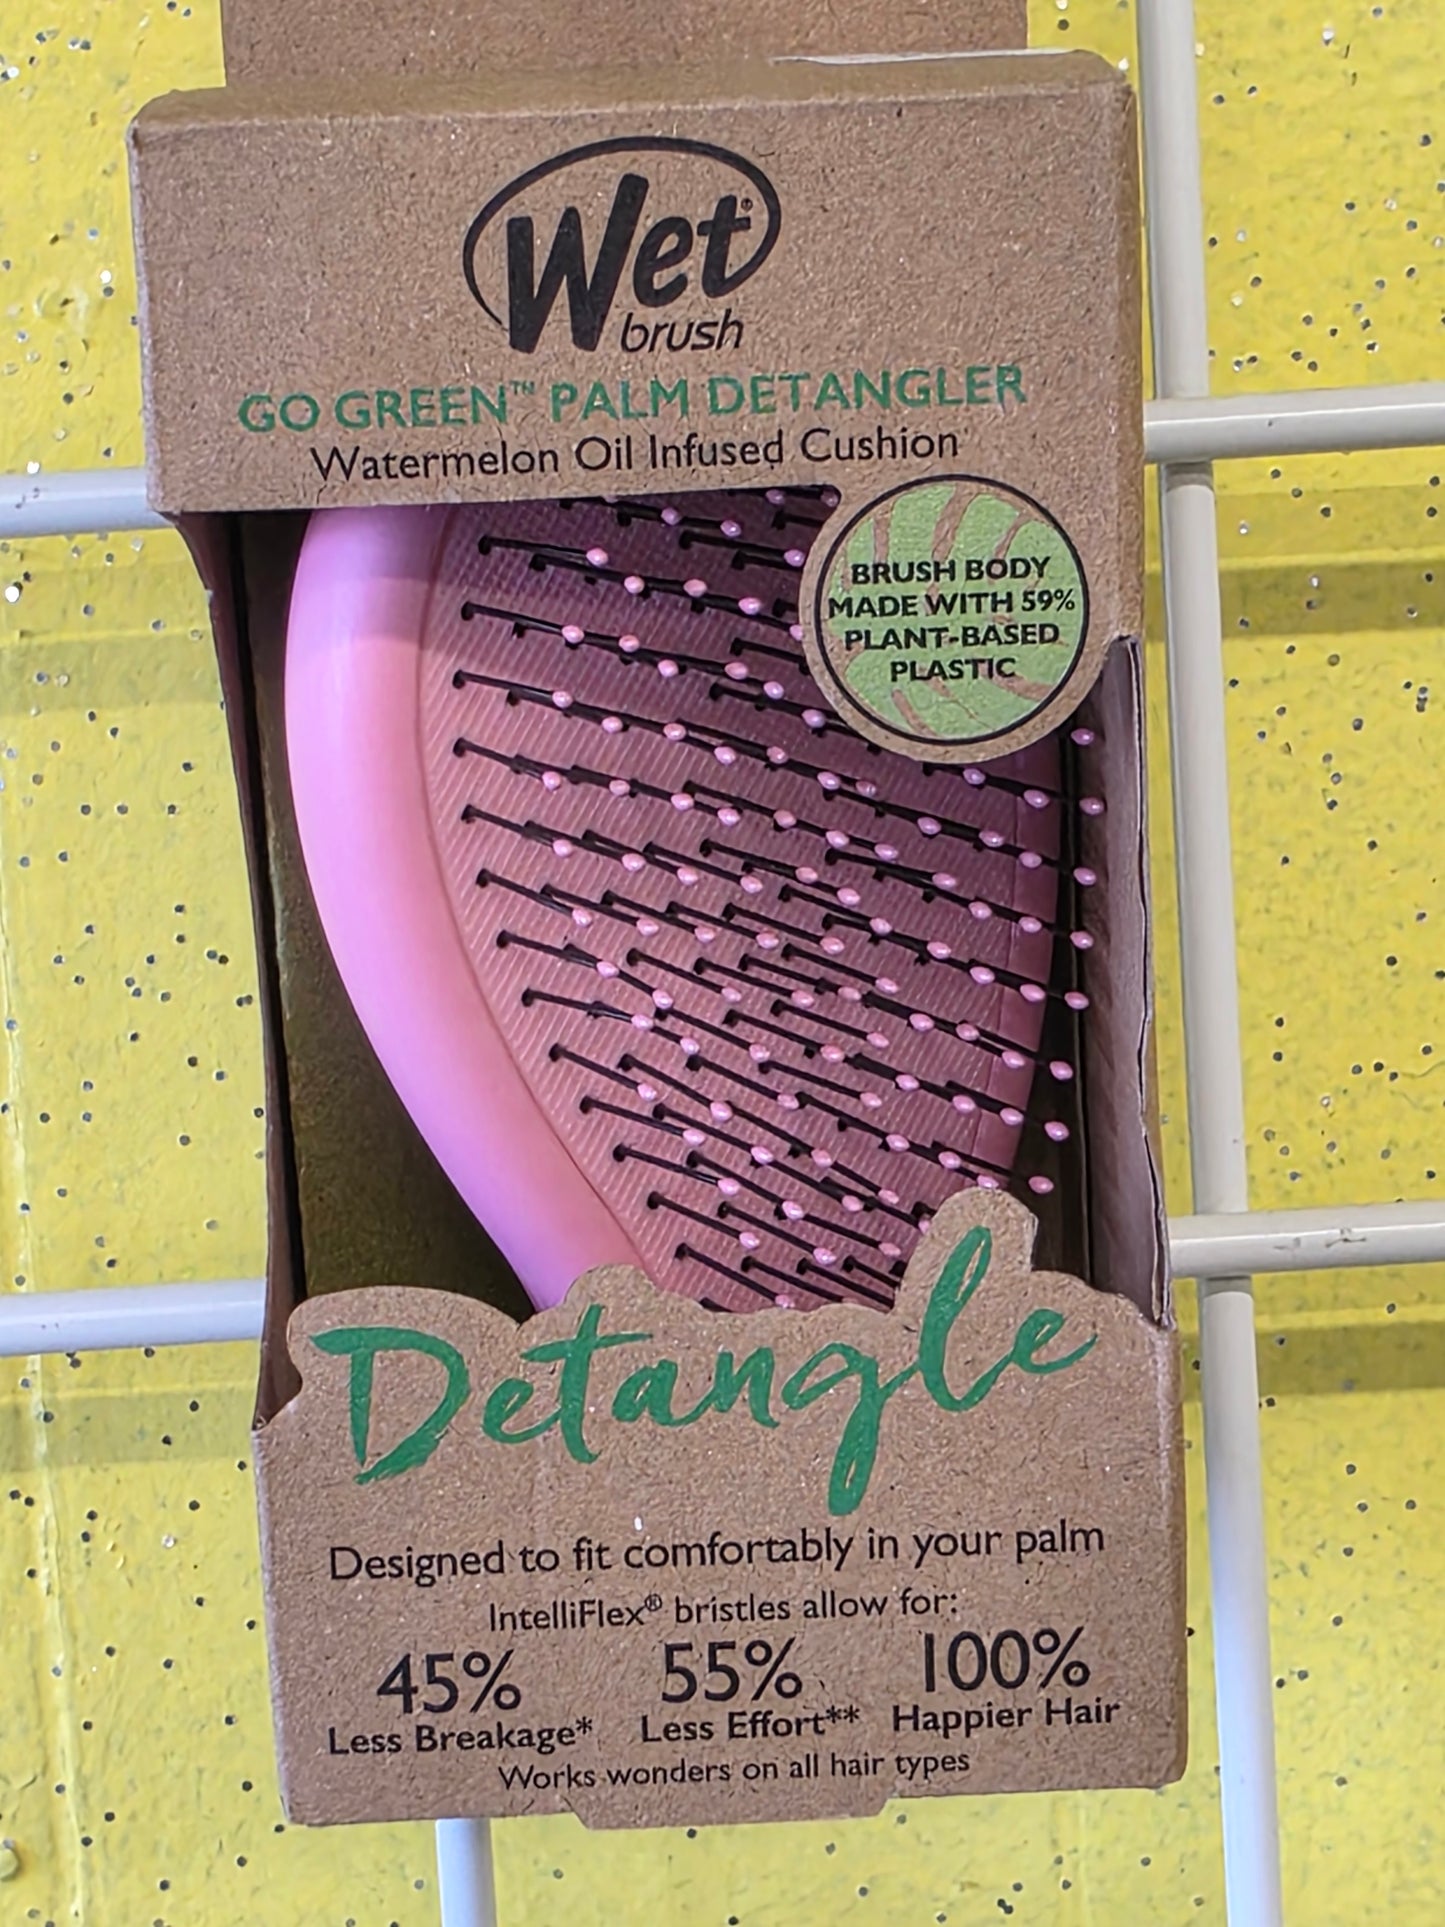 Wet®
brush
GO GREEN™ PALM DETANGLER
Watermelon Oil Infused Cushion
BRUSH BODY
MADE WITH 59%
PLANT-BASED
PLASTIC
Detangle
Designed to fit comfortably in your palm
IntelliFlex® bristles allow for:
45% 55% 100%
Less Breakage* Less Effort** Happier Hair
Works wonders on all hair types